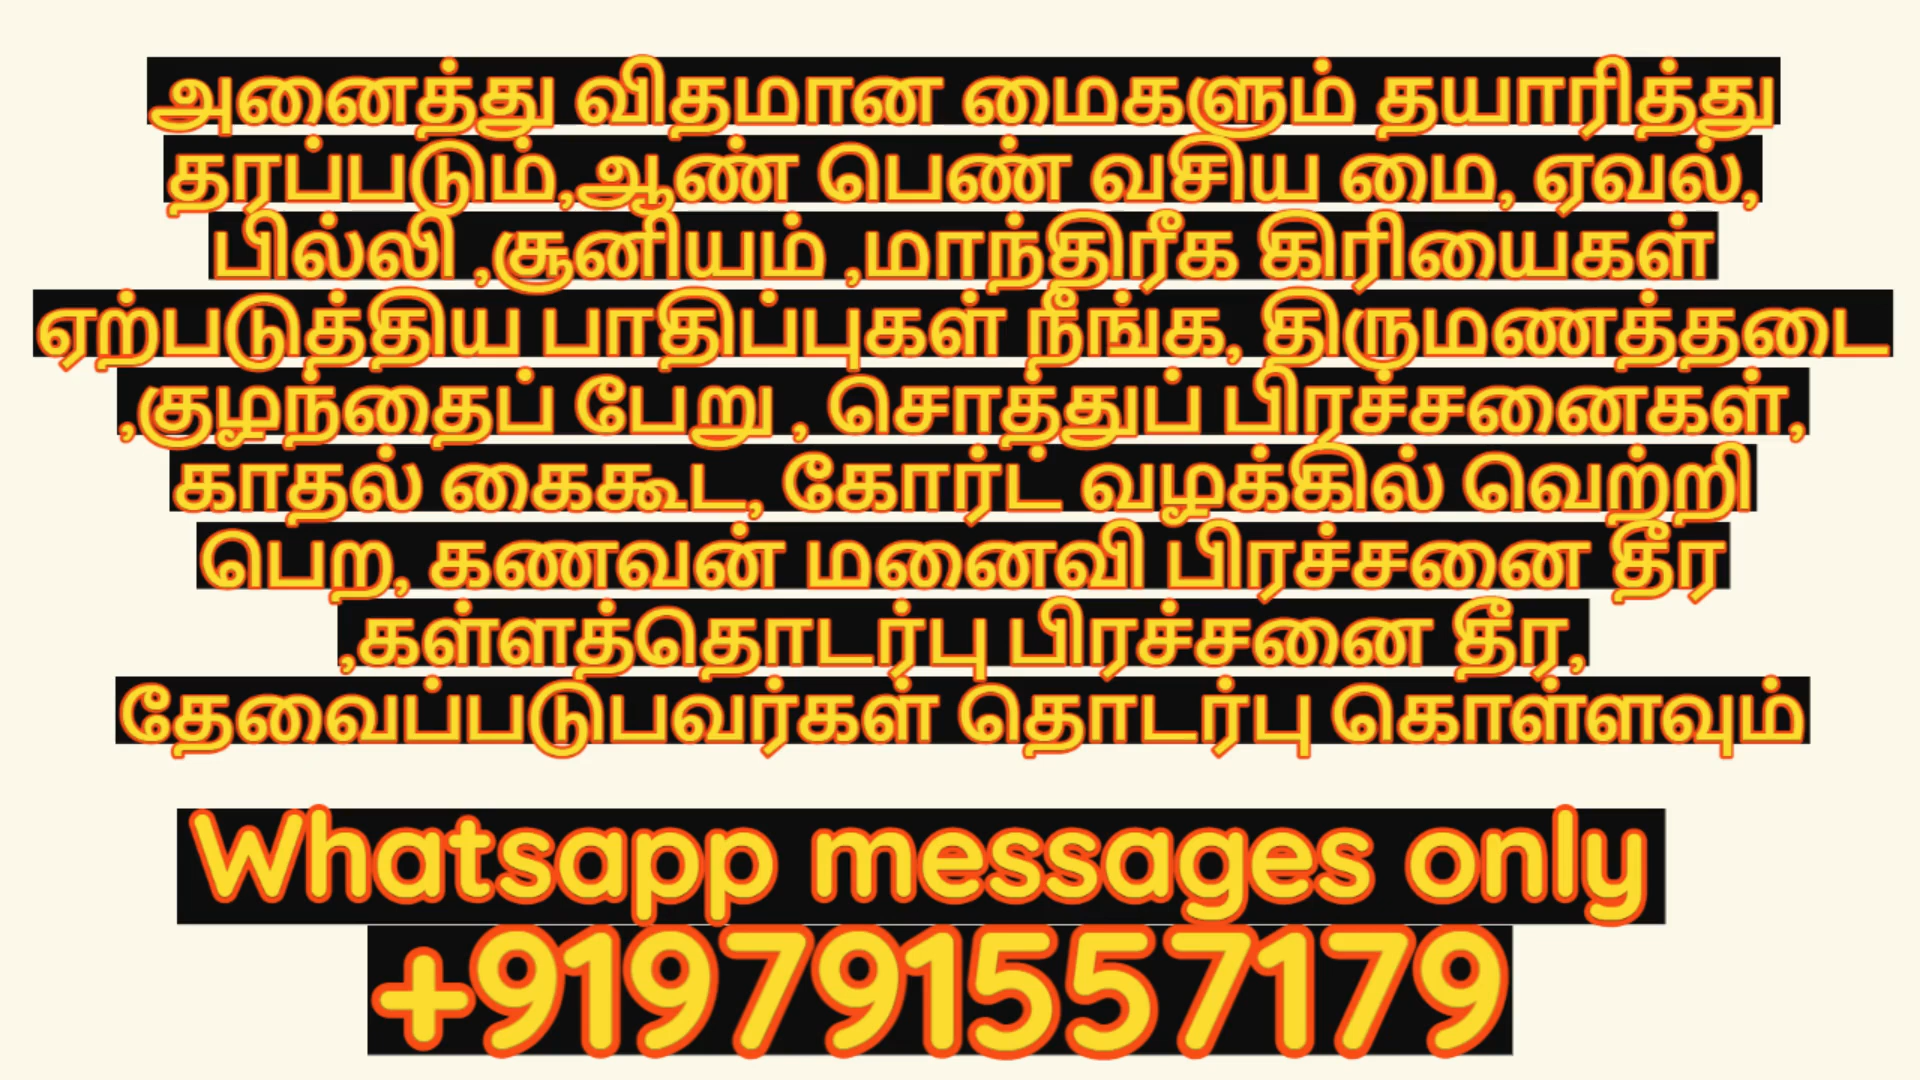 அனைத்து விதமான மைகளும் தயாரித்து
தரப்படும்,ஆண் பெண் வசிய மை, ஏவல்,
பில்லி ,சூனியம் ,மாந்திரீக கிரியைகள்
ஏற்படுத்திய பாதிப்புகள் நீங்க, திருமணத்தடை
,குழந்தைப் பேறு , சொத்துப் பிரச்சனைகள்,
காதல் கைகூட, கோர்ட் வழக்கில் வெற்றி
பெற, கணவன் மனைவி பிரச்சனை தீர
,கள்ளத்தொடர்பு பிரச்சனை தீர,
தேவைப்படுபவர்கள் தொடர்பு கொள்ளவும்
Whatsapp messages only
+919791557179